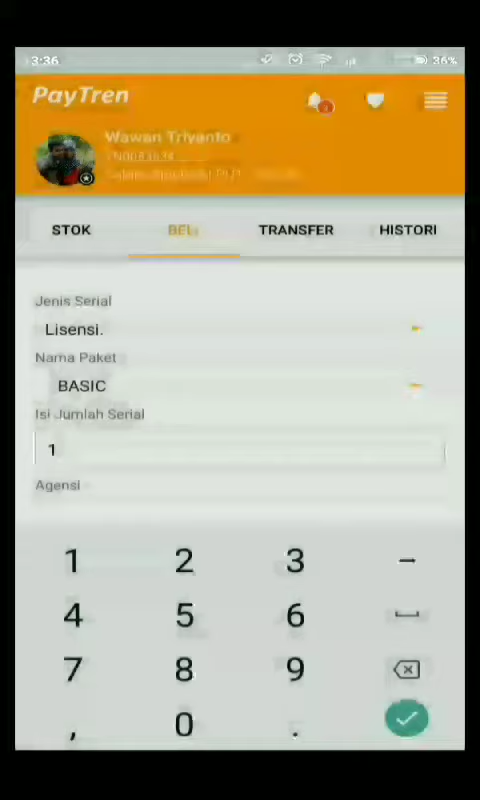 3:36
36%
PayTren
Wawan Triyanto
STOK BELI TRANSFER HISTORI
Jenis Serial
Lisensi.
Nama Paket
BASIC
Isi Jumlah Serial
1
Agensi
1 2 3 –
4 5 6
7 8 9
, 0 .